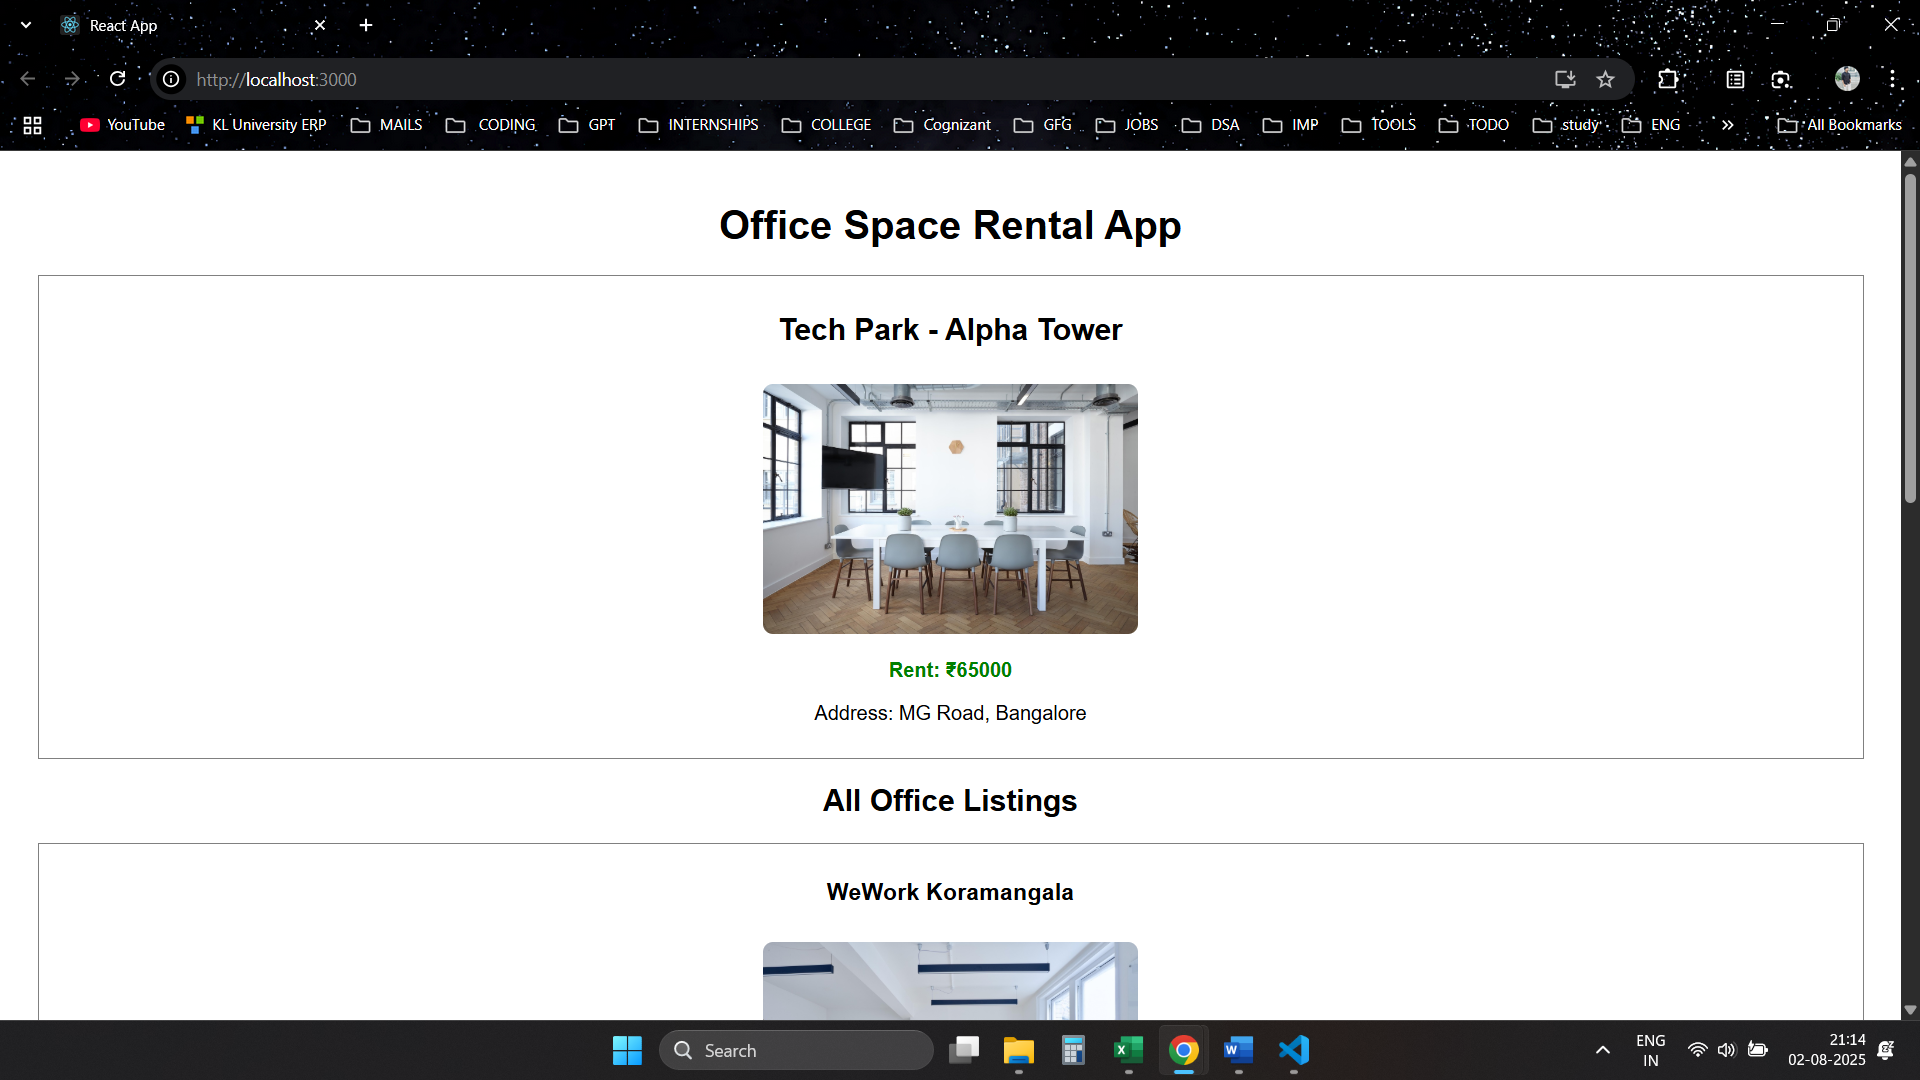 React App
http://localhost:3000
YouTube
KL University ERP
MAILS
CODING
GPT
INTERNSHIPS
COLLEGE
Cognizant
GFG
JOBS
DSA
IMP
TOOLS
TODO
study
ENG
All Bookmarks
Office Space Rental App
Tech Park - Alpha Tower
Rent: ₹65000
Address: MG Road, Bangalore
All Office Listings
WeWork Koramangala
Search
ENG
IN
21:14
02-08-2025